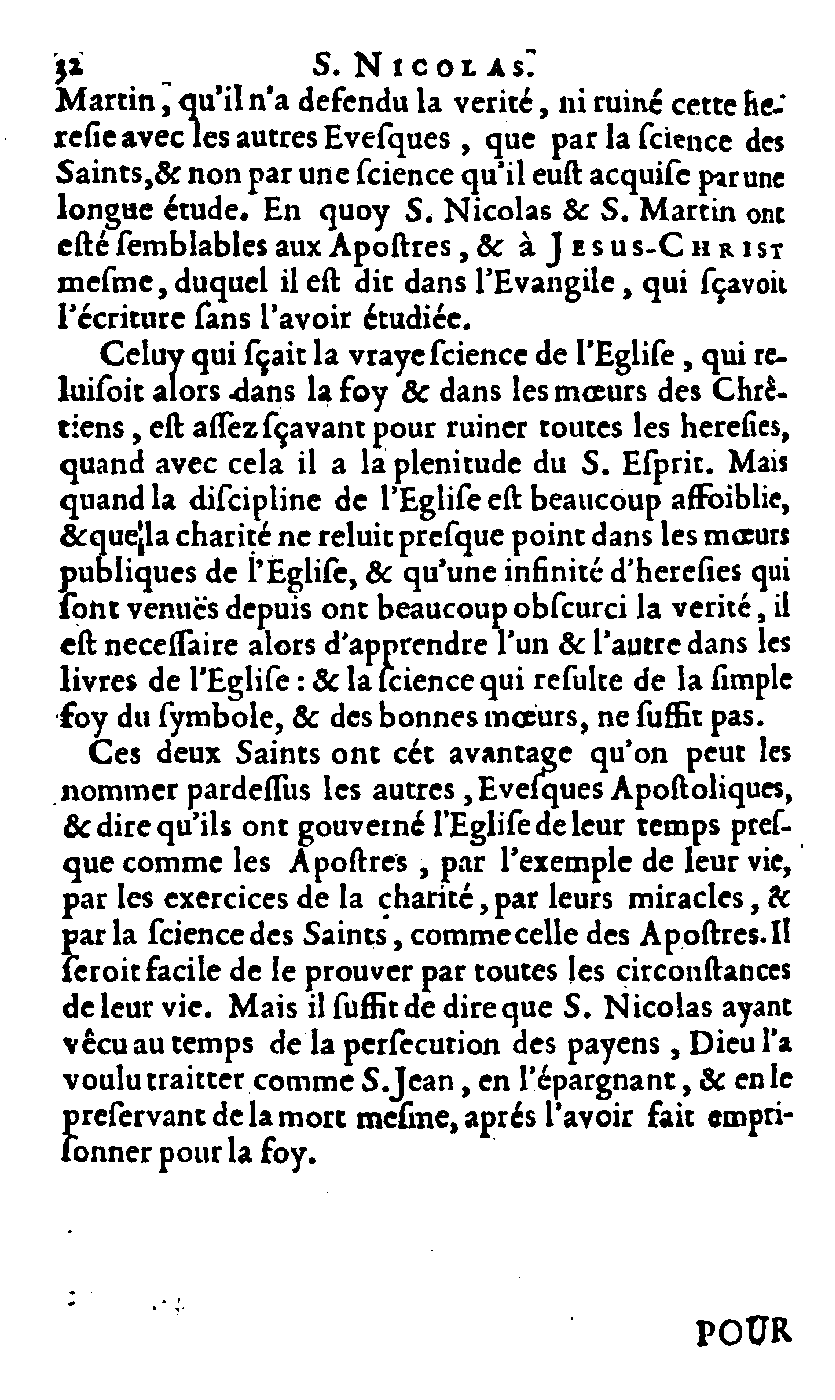 32 S. NICOLAS.
Martin, qu'il n'a defendu la verité, ni ruiné cette he-
resie avec les autres Evesques, que par la science des
Saints, & non par une science qu'il eust acquise par une
longue étude. En quoy S. Nicolas & S. Martin ont
esté semblables aux Apostres, & à JESUS-CHRIST
mesme, duquel il est dit dans l'Evangile, qui sçavoit
l'écriture sans l'avoir étudiée.
Celuy qui sçait la vraye science de l'Eglise, qui re-
luisoit alors dans la foy & dans les mœurs des Chrê-
tiens, est assez sçavant pour ruiner toutes les heresies,
quand avec cela il a la plenitude du S. Esprit. Mais
quand la discipline de l'Eglise est beaucoup affoiblie,
& que la charité ne reluit presque point dans les mœurs
publiques de l'Eglise, & qu'une infinité d'heresies qui
sont venuës depuis ont beaucoup obscurci la verité, il
est necessaire alors d'apprendre l'un & l'autre dans les
livres de l'Eglise : & la science qui resulte de la simple
foy du symbole, & des bonnes mœurs, ne suffit pas.
Ces deux Saints ont cét avantage qu'on peut les
nommer pardessus les autres, Evesques Apostoliques,
& dire qu'ils ont gouverné l'Eglise de leur temps pres-
que comme les Apostres, par l'exemple de leur vie,
par les exercices de la charité, par leurs miracles, &
par la science des Saints, comme celle des Apostres. Il
seroit facile de le prouver par toutes les circonstances
de leur vie. Mais il suffit de dire que S. Nicolas ayant
vêcu au temps de la persecution des payens, Dieu l'a
voulu traitter comme S. Jean, en l'épargnant, & en le
preservant de la mort mesme, aprés l'avoir fait empri-
sonner pour la foy.
POUR